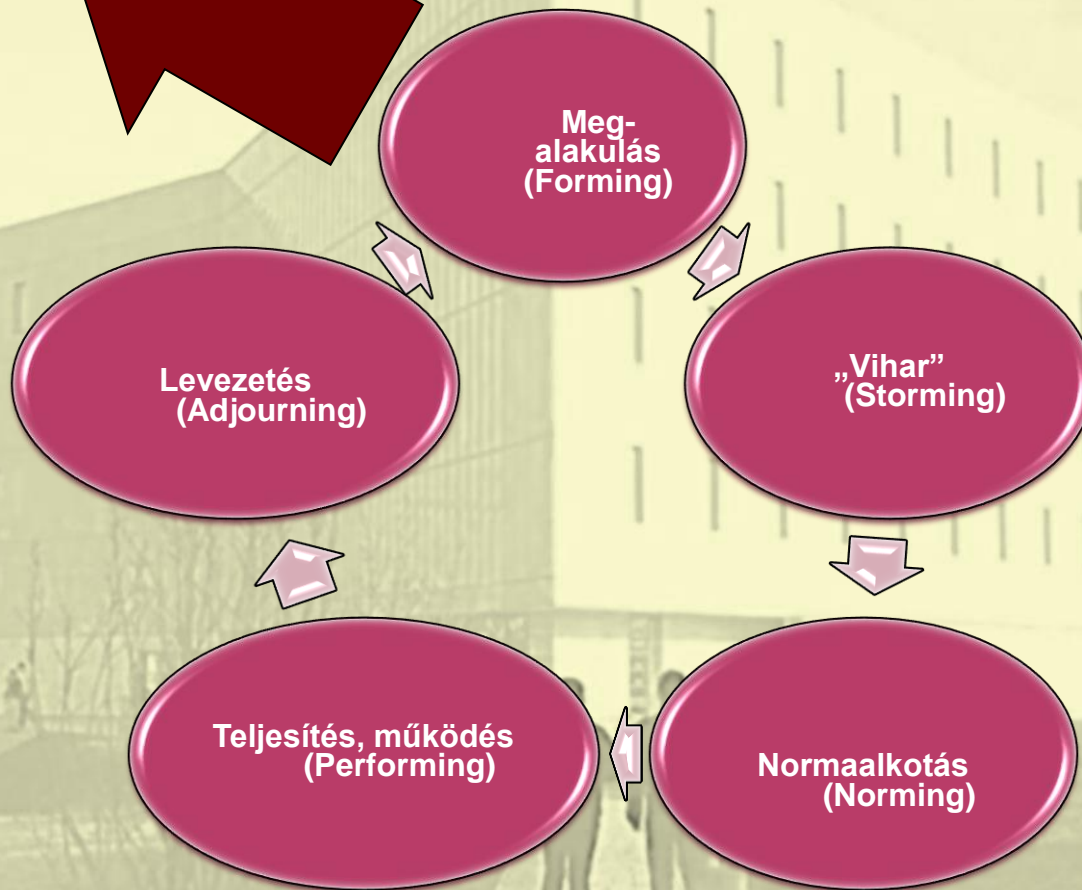 Meg-
alakulás
(Forming)
„Vihar”
(Storming)
Normaalkotás
(Norming)
Teljesítés, működés
(Performing)
Levezetés
(Adjourning)